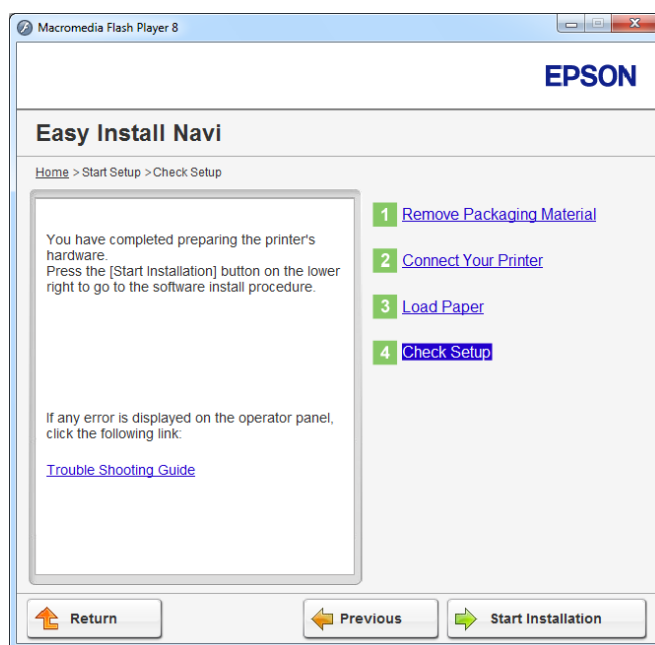 Macromedia Flash Player 8
EPSON
Easy Install Navi
Home > Start Setup >Check Setup
You have completed preparing the printer's
hardware.
Press the [Start Installation] button on the lower
right to go to the software install procedure.
If any error is displayed on the operator panel,
click the following link:
Trouble Shooting Guide
1 Remove Packaging Material
2 Connect Your Printer
3 Load Paper
4 Check Setup
Return
Previous
Start Installation